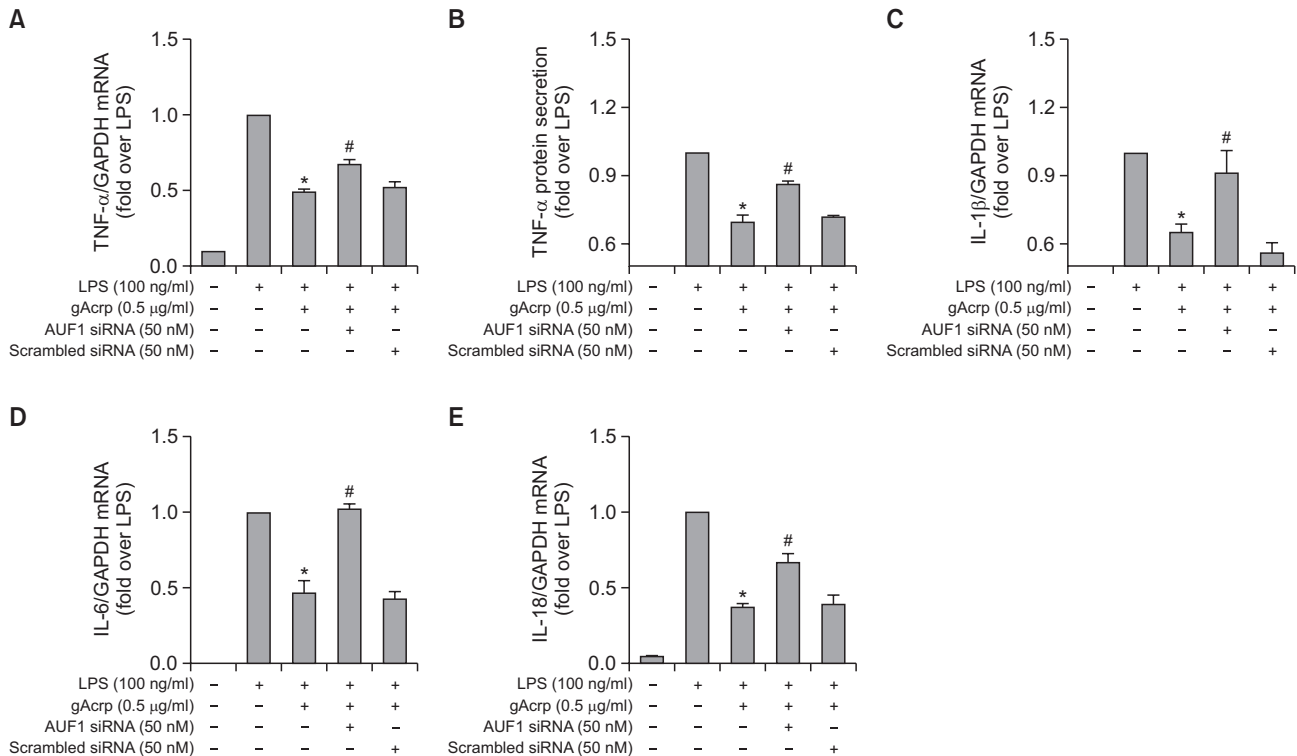 A
TNF-α/GAPDH mRNA
(fold over LPS)
1.5
1.0
0.5
0.0
*
#
LPS (100 ng/ml) – + + + +
gAcrp (0.5 μg/ml) – – + + +
AUF1 siRNA (50 nM) – – – + –
Scrambled siRNA (50 nM) – – – – +
B
TNF-α protein secretion
(fold over LPS)
1.5
1.2
0.9
0.6
*
#
LPS (100 ng/ml) – + + + +
gAcrp (0.5 μg/ml) – – + + +
AUF1 siRNA (50 nM) – – – + –
Scrambled siRNA (50 nM) – – – – +
C
IL-1β/GAPDH mRNA
(fold over LPS)
1.5
1.2
0.9
0.6
*
#
LPS (100 ng/ml) – + + + +
gAcrp (0.5 μg/ml) – – + + +
AUF1 siRNA (50 nM) – – – + –
Scrambled siRNA (50 nM) – – – – +
D
IL-6/GAPDH mRNA
(fold over LPS)
1.5
1.0
0.5
0.0
*
#
LPS (100 ng/ml) – + + + +
gAcrp (0.5 μg/ml) – – + + +
AUF1 siRNA (50 nM) – – – + –
Scrambled siRNA (50 nM) – – – – +
E
IL-18/GAPDH mRNA
(fold over LPS)
1.5
1.0
0.5
0.0
*
#
LPS (100 ng/ml) – + + + +
gAcrp (0.5 μg/ml) – – + + +
AUF1 siRNA (50 nM) – – – + –
Scrambled siRNA (50 nM) – – – – +